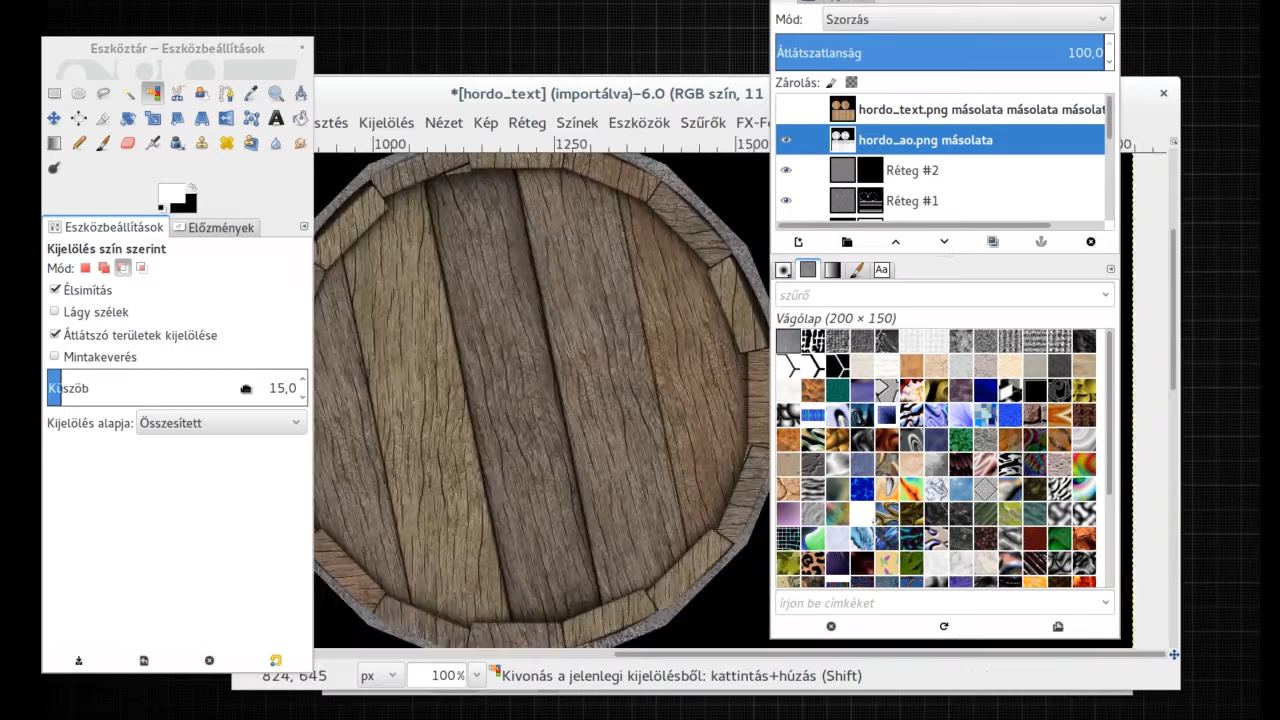 Mód:
Szorzás
Eszköztár – Eszközbeállítások
Átlátszatlanság
100,0
Zárolás:
*[hordo_text] (importálva)–6.0 (RGB szín, 11
hordo_text.png másolata másolata másolat
sztés Kijelölés Nézet Kép Réteg Színek Eszközök Szűrők FX-F
hordo_ao.png másolata
1000
1250
1500
00
Réteg #2
Réteg #1
Eszközbeállítások
Előzmények
Kijelölés szín szerint
Mód:
Élsimítás
Aa
Lágy szélek
szűrő
Átlátszó területek kijelölése
Vágólap (200 × 150)
Mintakeverés
Küszöb
15,0
Kijelölés alapja:
Összesített
írjon be címkéket
824, 645
px
100%
Kivonás a jelenlegi kijelölésből: kattintás+húzás (Shift)